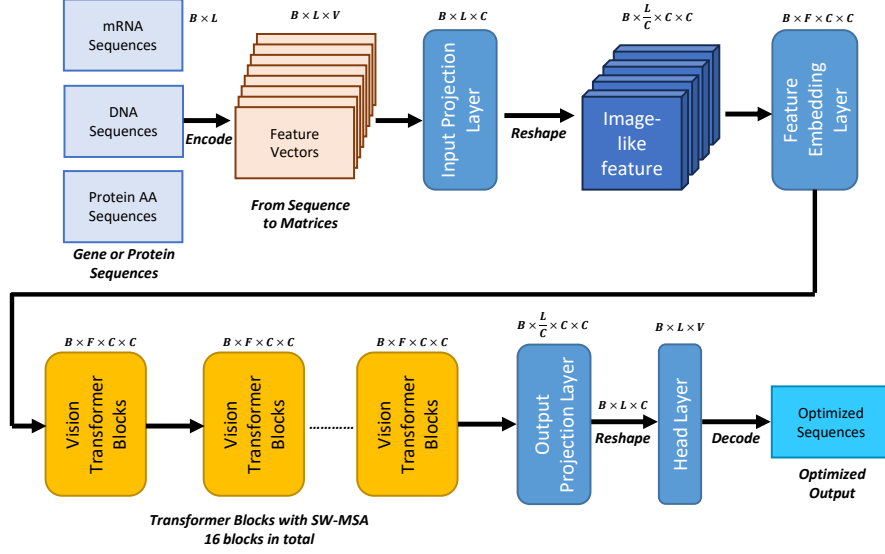 mRNA
Sequences
B × L
DNA
Sequences
Protein AA
Sequences
Gene or Protein
Sequences
Encode
B × L × V
Feature
Vectors
From Sequence
to Matrices
B × L × C
Input Projection
Layer
Reshape
B × L/C × C × C
Image-
like
feature
B × F × C × C
Feature
Embedding
Layer
B × F × C × C
Vision
Transformer
Blocks
B × F × C × C
Vision
Transformer
Blocks
............
B × F × C × C
Vision
Transformer
Blocks
Transformer Blocks with SW-MSA
16 blocks in total
B × L/C × C × C
Output
Projection Layer
B × L × C
Reshape
B × L × V
Head Layer
Decode
Optimized
Sequences
Optimized
Output